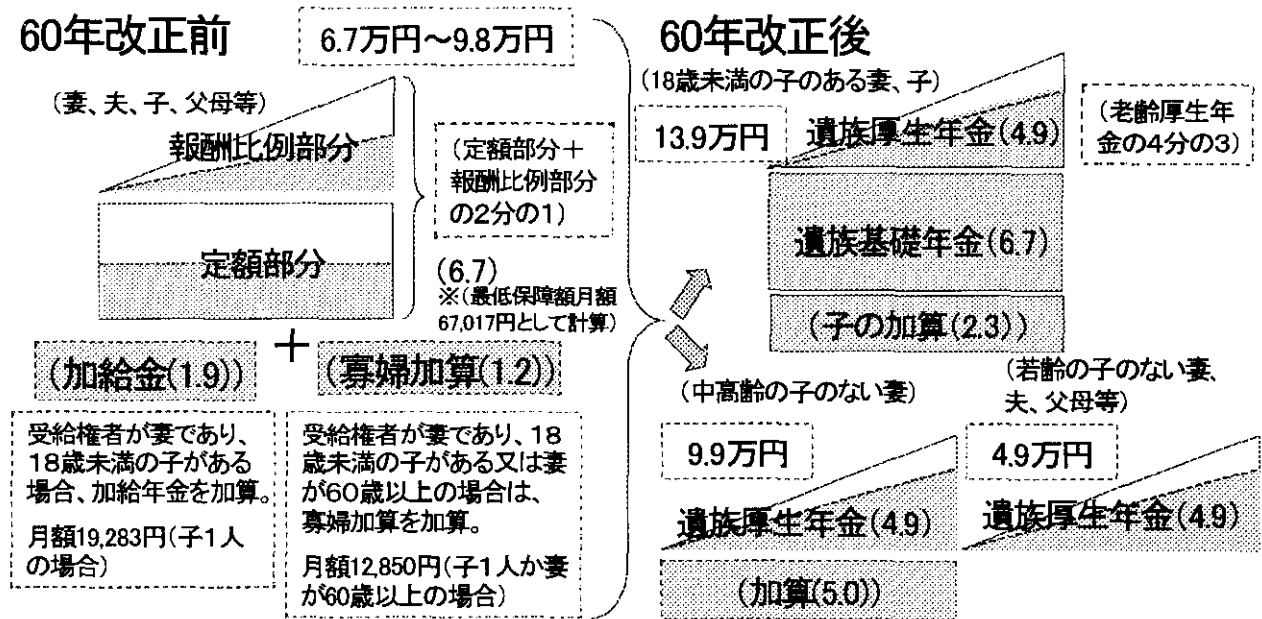 60年改正前
6.7万円～9.8万円
(妻、夫、子、父母等)
報酬比例部分
定額部分
(定額部分＋
報酬比例部分
の2分の1)
(6.7)
※(最低保障額月額
67,017円として計算)
＋
(加給金(1.9))
(寡婦加算(1.2))
受給権者が妻であり、
18歳未満の子がある
場合、加給年金を加算。
月額19,283円(子1人
の場合)
受給権者が妻であり、18
歳未満の子がある又は妻
が60歳以上の場合は、
寡婦加算を加算。
月額12,850円(子1人か妻
が60歳以上の場合)
60年改正後
(18歳未満の子のある妻、子)
13.9万円
遺族厚生年金(4.9)
(老齢厚生年
金の4分の3)
遺族基礎年金(6.7)
(子の加算(2.3))
(中高齢の子のない妻)
9.9万円
遺族厚生年金(4.9)
(加算(5.0))
(若齢の子のない妻、
夫、父母等)
4.9万円
遺族厚生年金(4.9)